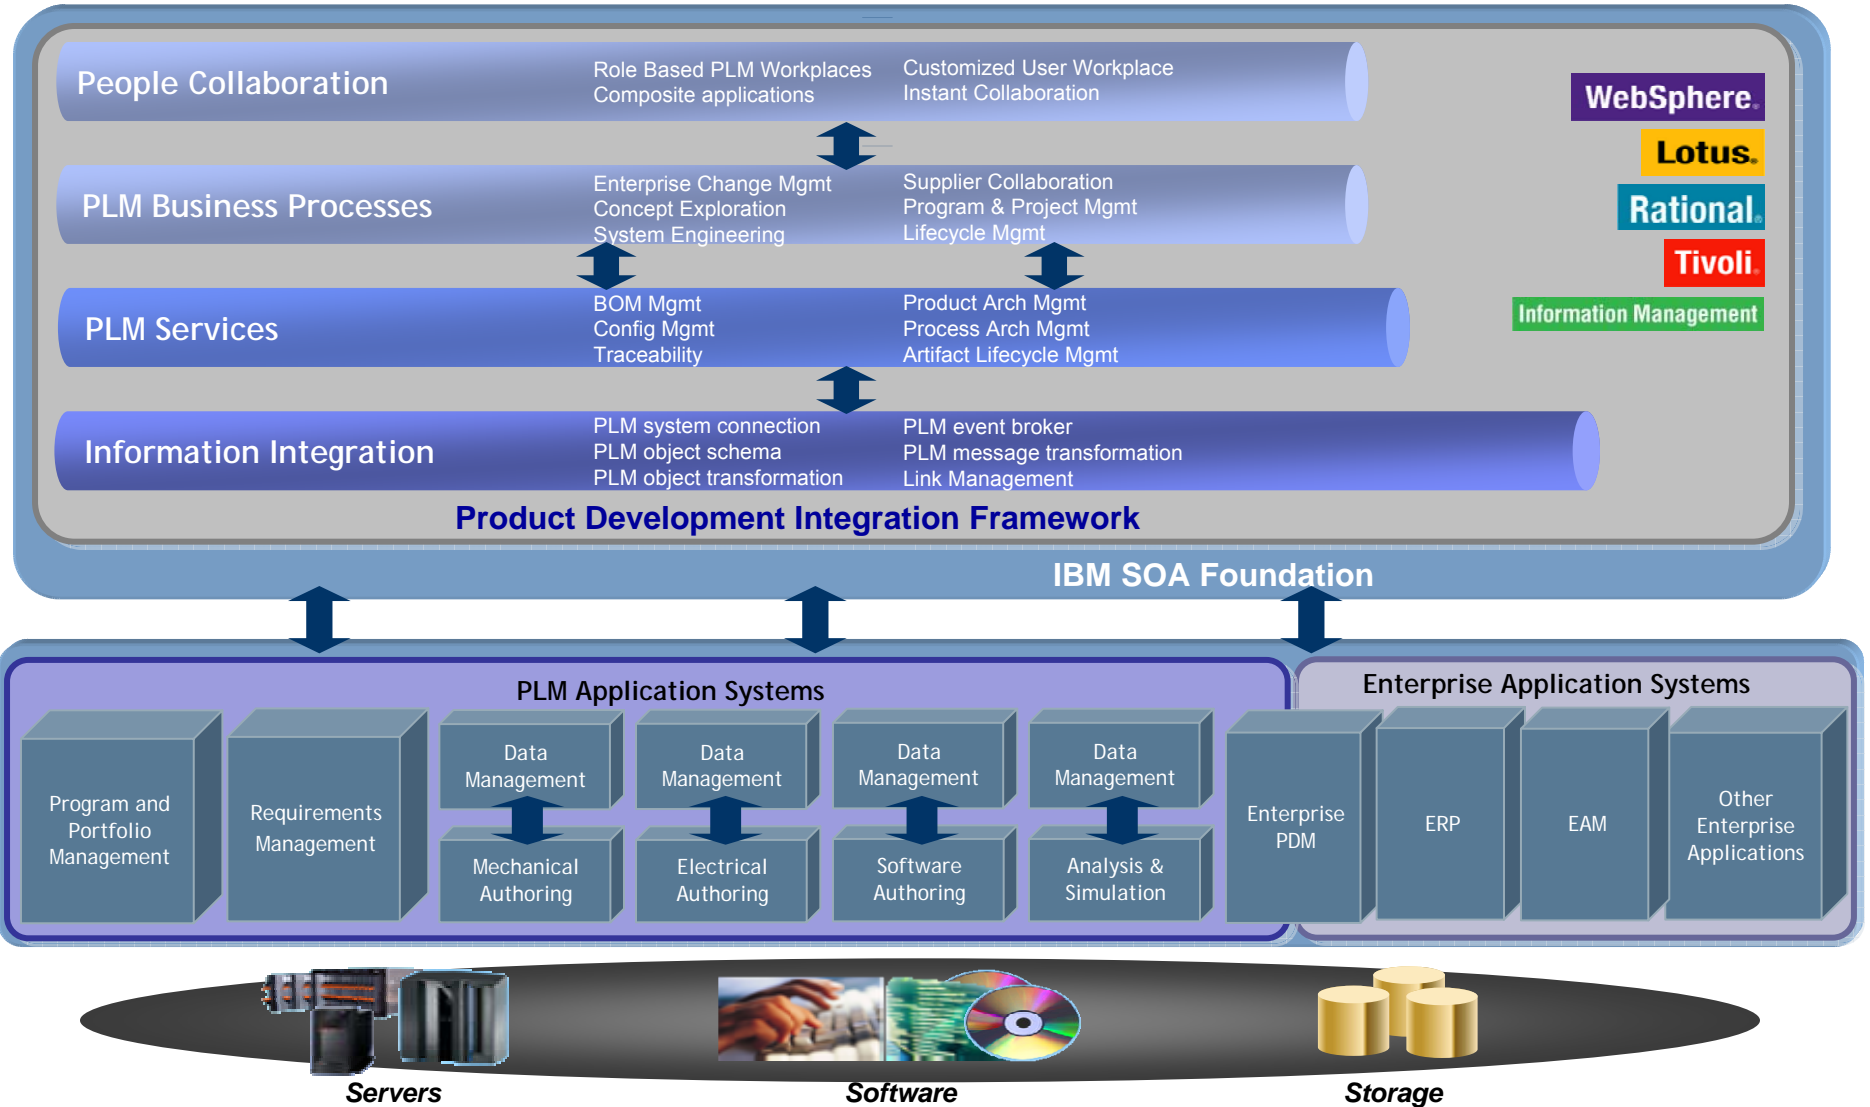 People Collaboration
Role Based PLM Workplaces
Composite applications
Customized User Workplace
Instant Collaboration
WebSphere®
Lotus®
Rational®
Tivoli®
Information Management
PLM Business Processes
Enterprise Change Mgmt
Concept Exploration
System Engineering
Supplier Collaboration
Program & Project Mgmt
Lifecycle Mgmt
PLM Services
BOM Mgmt
Config Mgmt
Traceability
Product Arch Mgmt
Process Arch Mgmt
Artifact Lifecycle Mgmt
Information Integration
PLM system connection
PLM object schema
PLM object transformation
PLM event broker
PLM message transformation
Link Management
Product Development Integration Framework
IBM SOA Foundation
PLM Application Systems
Enterprise Application Systems
Program and
Portfolio
Management
Requirements
Management
Data
Management
Mechanical
Authoring
Data
Management
Electrical
Authoring
Data
Management
Software
Authoring
Data
Management
Analysis &
Simulation
Enterprise
PDM
ERP
EAM
Other
Enterprise
Applications
Servers
Software
Storage